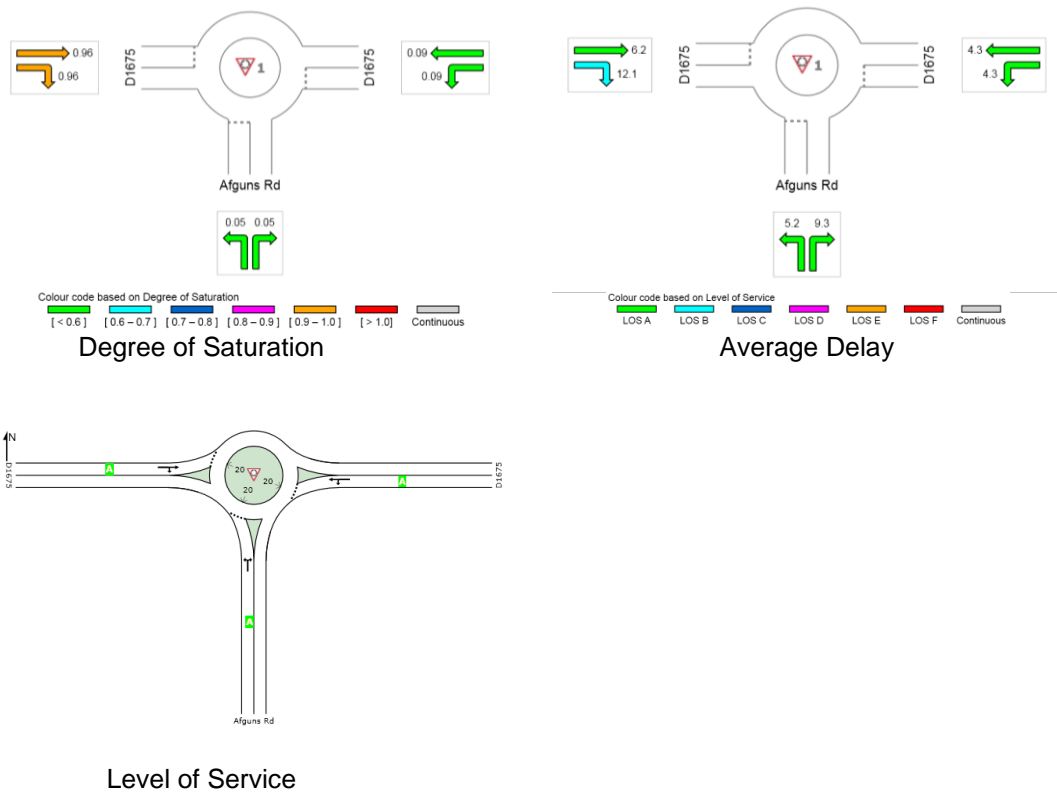 D1675
D1675
0.96
0.96
1
0.09
0.09
Afguns Rd
0.05 0.05
Colour code based on Degree of Saturation
[ < 0.6 ] [ 0.6 – 0.7 ] [ 0.7 – 0.8 ] [ 0.8 – 0.9 ] [ 0.9 – 1.0 ] [ > 1.0 ] Continuous
Degree of Saturation
D1675
D1675
6.2
12.1
1
4.3
4.3
Afguns Rd
5.2 9.3
Colour code based on Level of Service
LOS A LOS B LOS C LOS D LOS E LOS F Continuous
Average Delay
N
D1675
A
20
20
20
A
D1675
A
Afguns Rd
Level of Service